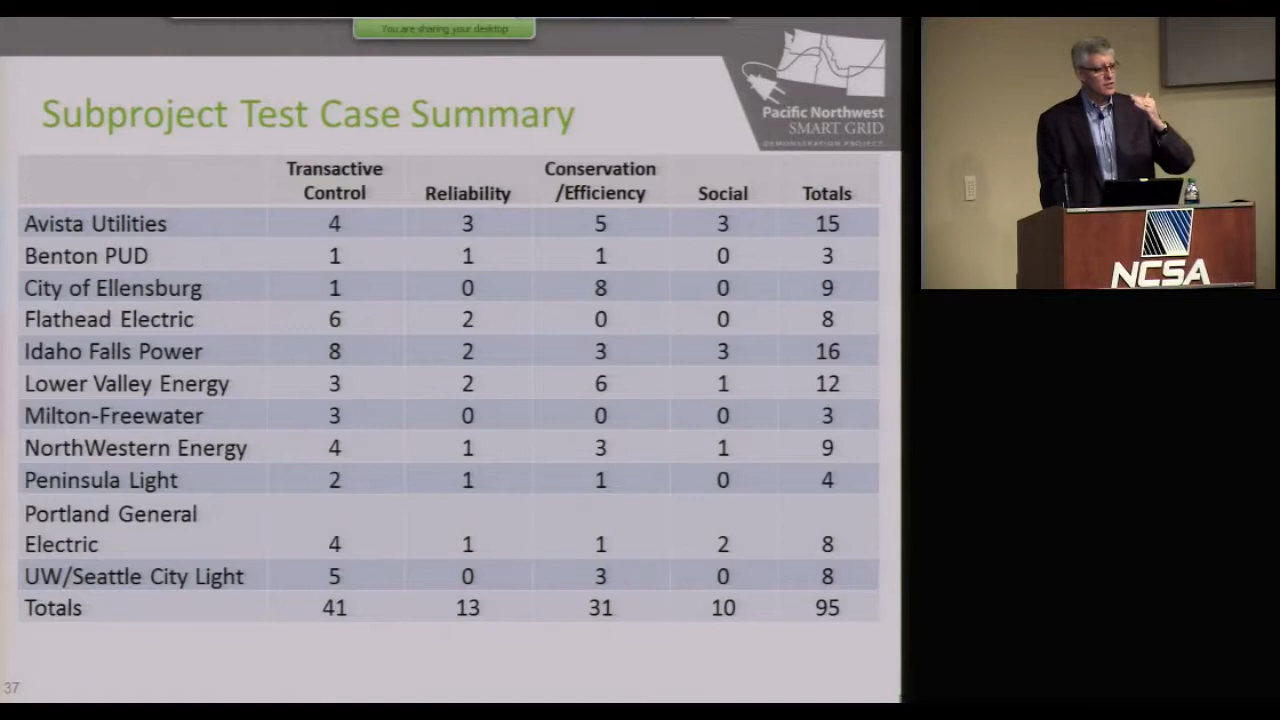 You are sharing your desktop
Pacific Northwest
SMART GRID
DEMONSTRATION PROJECT
Subproject Test Case Summary
Transactive Control Reliability Conservation /Efficiency Social Totals
Avista Utilities 4 3 5 3 15
Benton PUD 1 1 1 0 3
City of Ellensburg 1 0 8 0 9
Flathead Electric 6 2 0 0 8
Idaho Falls Power 8 2 3 3 16
Lower Valley Energy 3 2 6 1 12
Milton-Freewater 3 0 0 0 3
NorthWestern Energy 4 1 3 1 9
Peninsula Light 2 1 1 0 4
Portland General
Electric 4 1 1 2 8
UW/Seattle City Light 5 0 3 0 8
Totals 41 13 31 10 95
37
NCSA